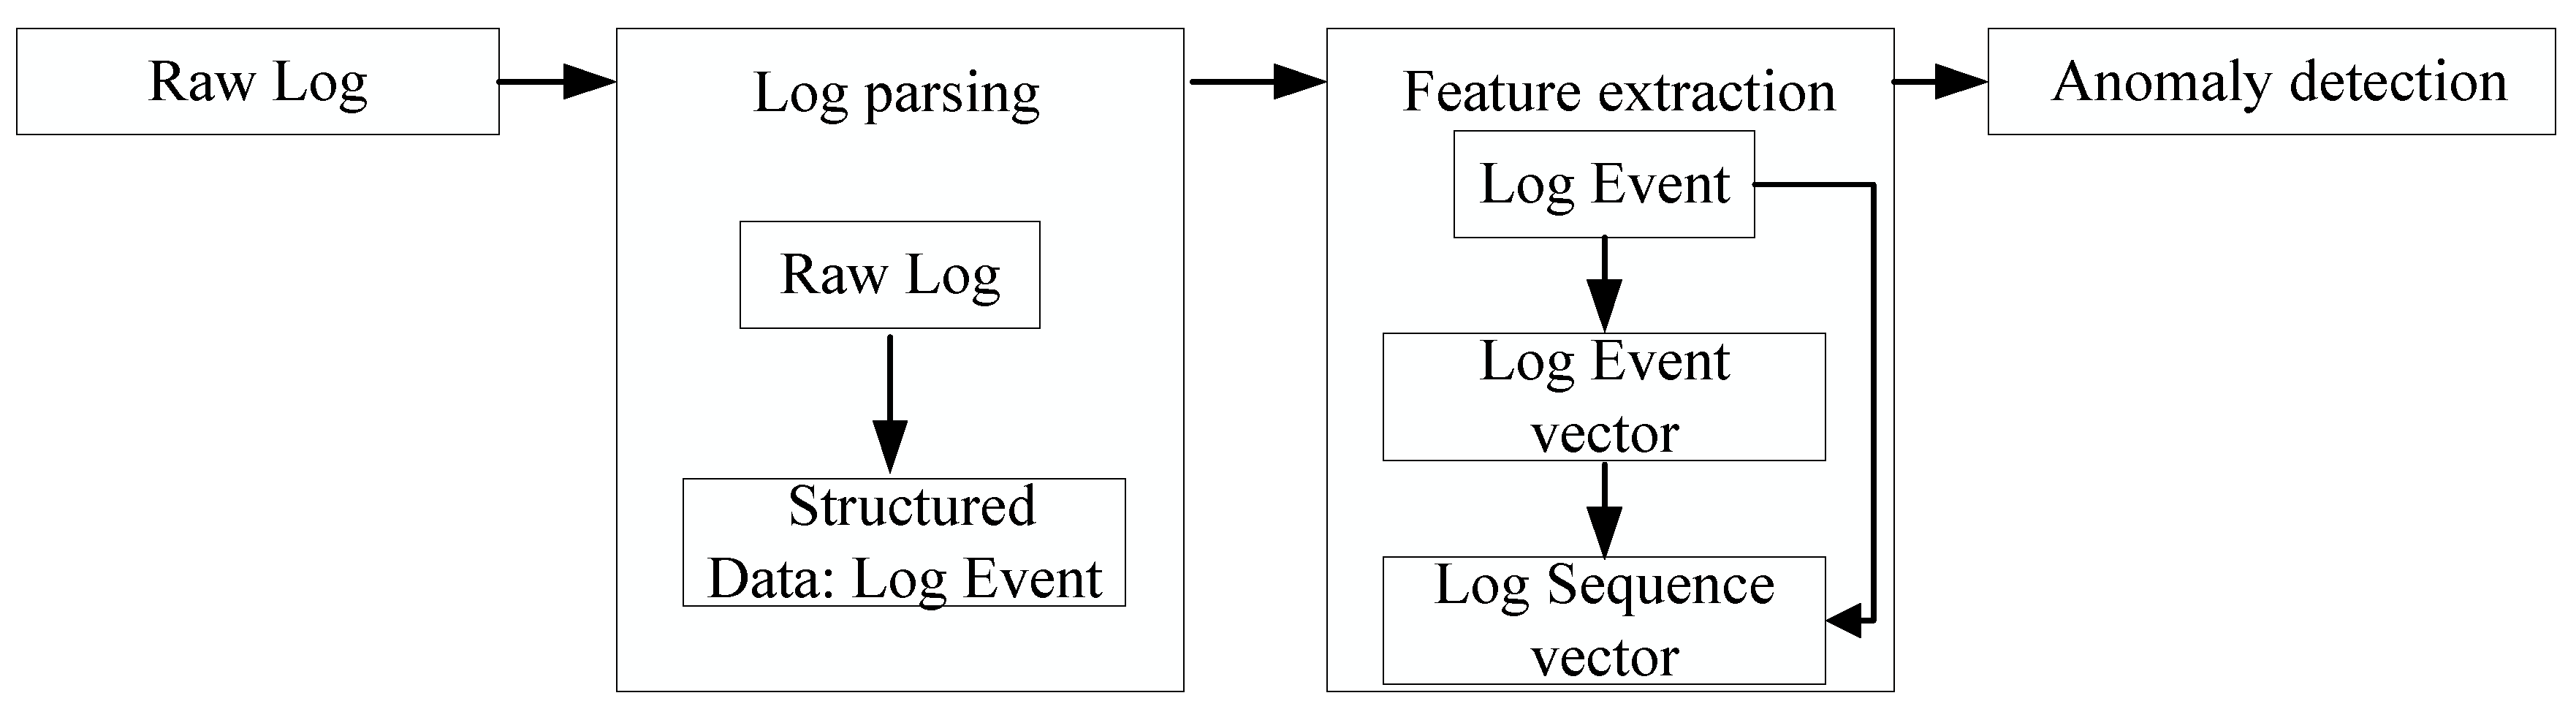 Raw Log
Log parsing
Raw Log
Structured
Data: Log Event
Feature extraction
Log Event
Log Event
vector
Log Sequence
vector
Anomaly detection